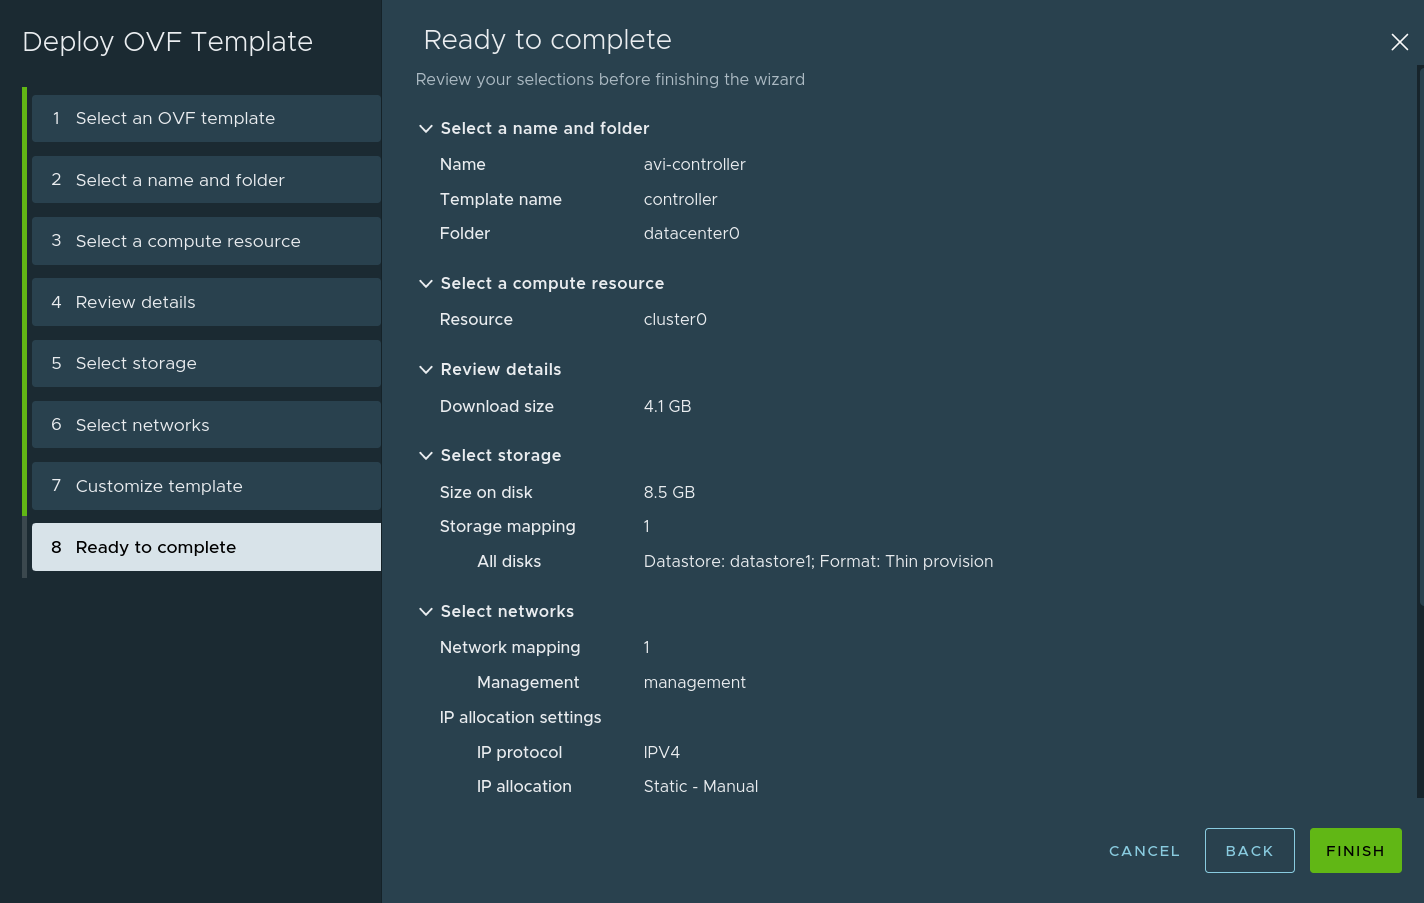 Deploy OVF Template
1 Select an OVF template
2 Select a name and folder
3 Select a compute resource
4 Review details
5 Select storage
6 Select networks
7 Customize template
8 Ready to complete
Ready to complete
Review your selections before finishing the wizard
Select a name and folder
Name avi-controller
Template name controller
Folder datacenter0
Select a compute resource
Resource cluster0
Review details
Download size 4.1 GB
Select storage
Size on disk 8.5 GB
Storage mapping 1
All disks Datastore: datastore1; Format: Thin provision
Select networks
Network mapping 1
Management management
IP allocation settings
IP protocol IPV4
IP allocation Static - Manual
CANCEL BACK FINISH